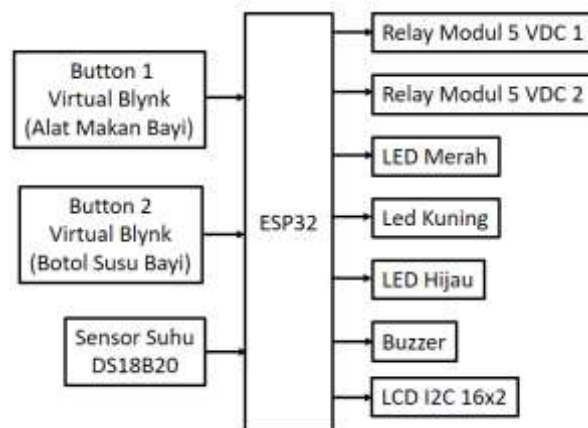 Button 1
Virtual Blynk
(Alat Makan Bayi)
Button 2
Virtual Blynk
(Botol Susu Bayi)
Sensor Suhu
DS18B20
ESP32
Relay Modul 5 VDC 1
Relay Modul 5 VDC 2
LED Merah
Led Kuning
LED Hijau
Buzzer
LCD I2C 16x2